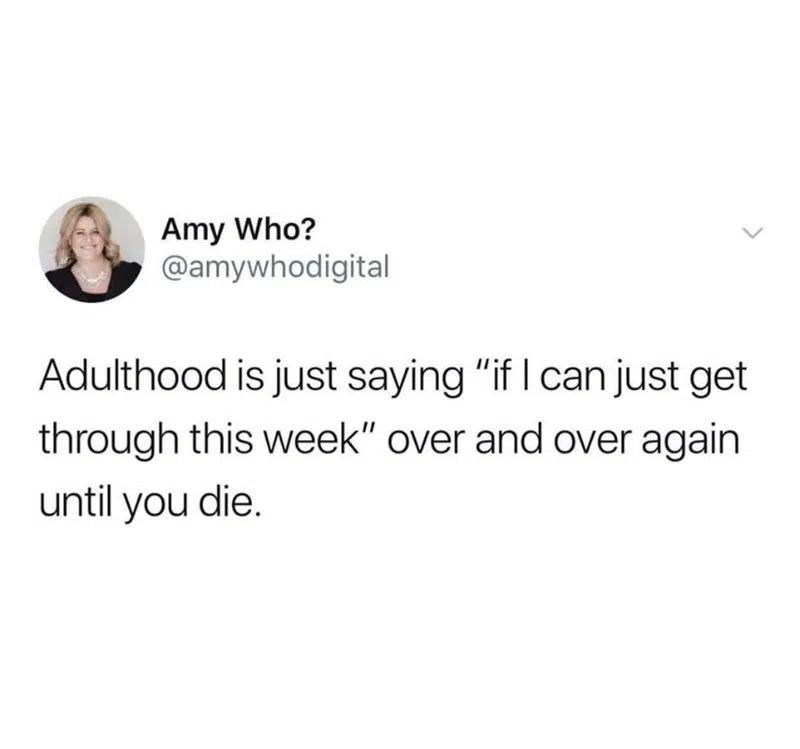 Amy Who?
@amywhodigital
Adulthood is just saying "if I can just get
through this week" over and over again
until you die.